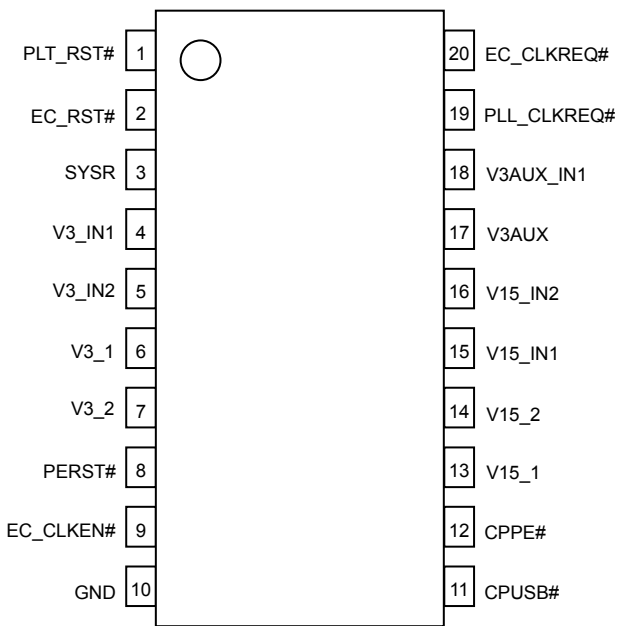 PLT_RST# 1 20 EC_CLKREQ#
EC_RST# 2 19 PLL_CLKREQ#
SYSR 3 18 V3AUX_IN1
V3_IN1 4 17 V3AUX
V3_IN2 5 16 V15_IN2
V3_1 6 15 V15_IN1
V3_2 7 14 V15_2
PERST# 8 13 V15_1
EC_CLKEN# 9 12 CPPE#
GND 10 11 CPUSB#